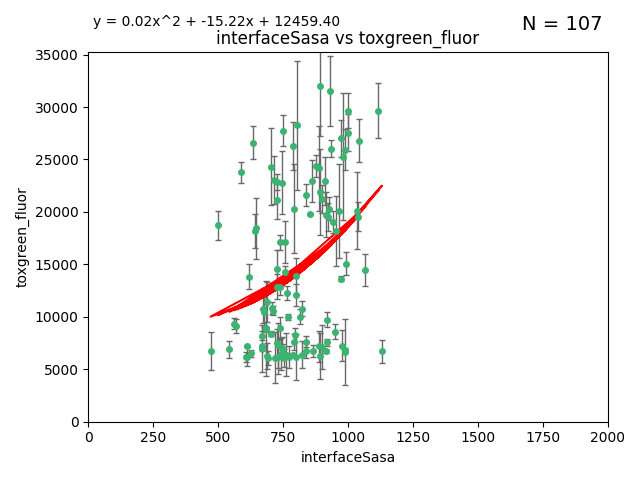 y = 0.02x^2 + -15.22x + 12459.40
N = 107
interfaceSasa vs toxgreen_fluor
35000
30000
25000
20000
15000
10000
5000
0
toxgreen_fluor
0 250 500 750 1000 1250 1500 1750 2000
interfaceSasa